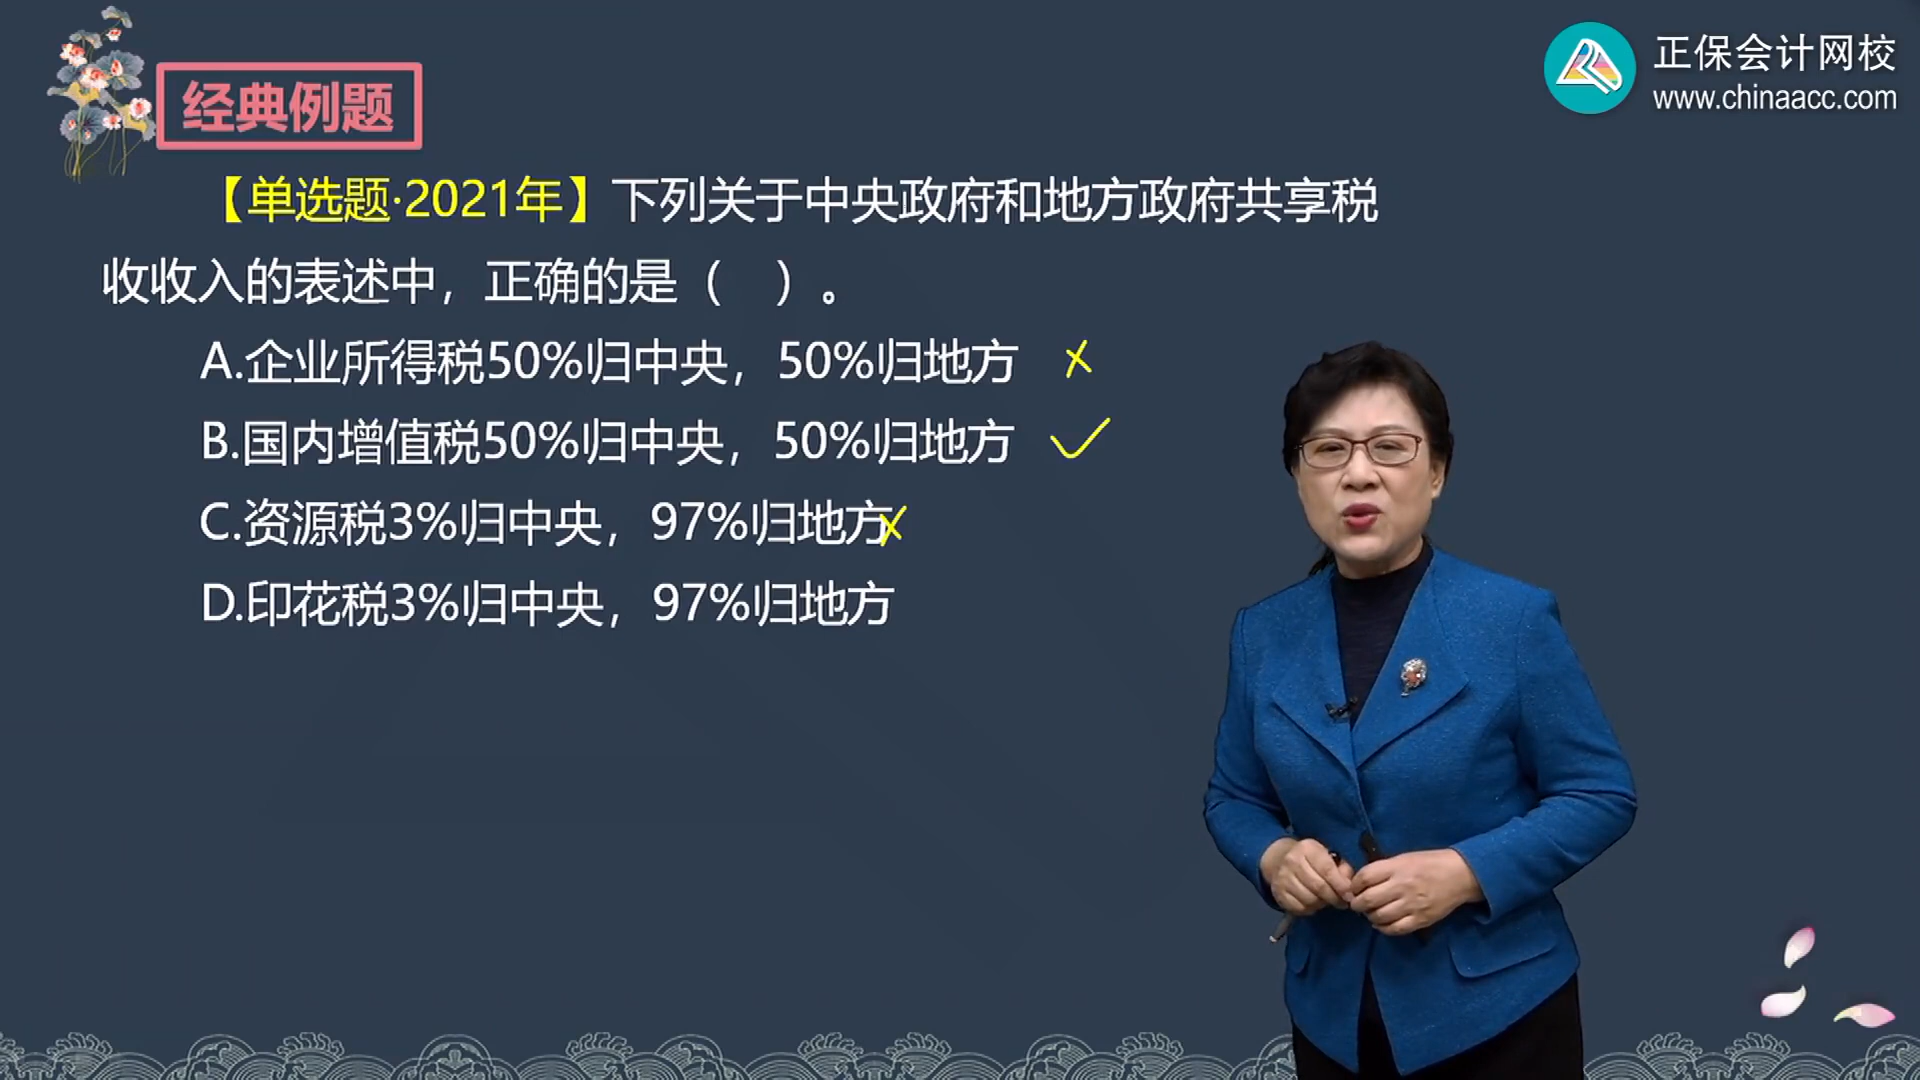 正保会计网校
www.chinaacc.com
经典例题
【单选题·2021年】下列关于中央政府和地方政府共享税
收收入的表述中，正确的是（ ）。
A.企业所得税50%归中央，50%归地方
B.国内增值税50%归中央，50%归地方
C.资源税3%归中央，97%归地方
D.印花税3%归中央，97%归地方